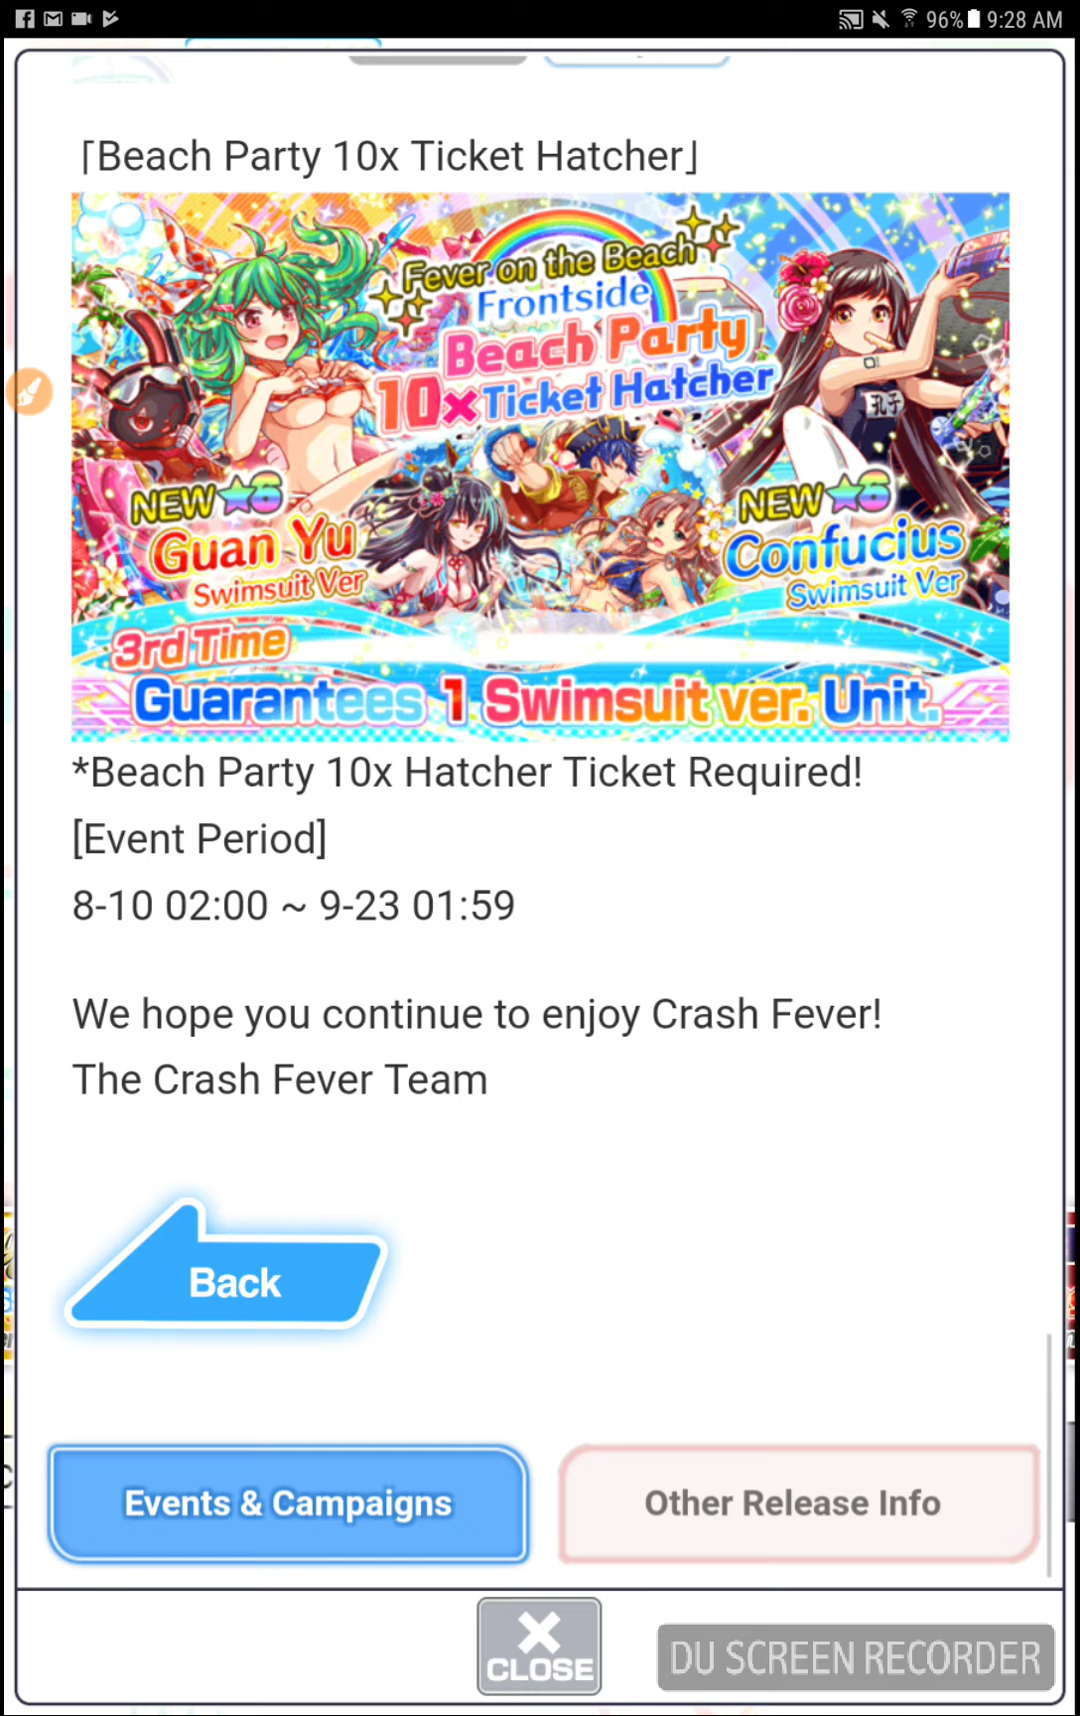 96% 9:28 AM
「Beach Party 10x Ticket Hatcher」
Fever on the Beach
Frontside
Beach Party
10x Ticket Hatcher
孔子
NEW ★6
Guan Yu
Swimsuit Ver
NEW ★6
Confucius
Swimsuit Ver
3rd Time
Guarantees 1 Swimsuit ver. Unit.
*Beach Party 10x Hatcher Ticket Required!
[Event Period]
8-10 02:00 ~ 9-23 01:59
We hope you continue to enjoy Crash Fever!
The Crash Fever Team
Back
Events & Campaigns
Other Release Info
CLOSE
DU SCREEN RECORDER